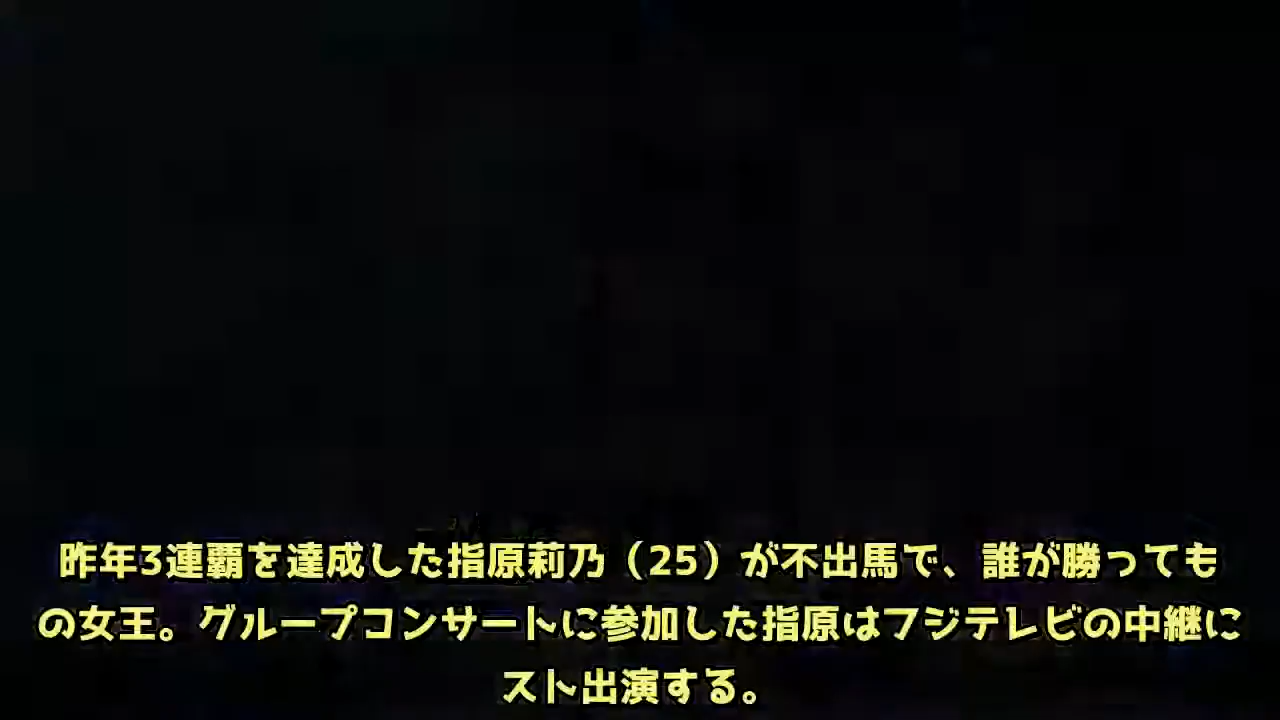 昨年3連覇を達成した指原莉乃（25）が不出馬で、誰が勝っても
の女王。グループコンサートに参加した指原はフジテレビの中継に
スト出演する。